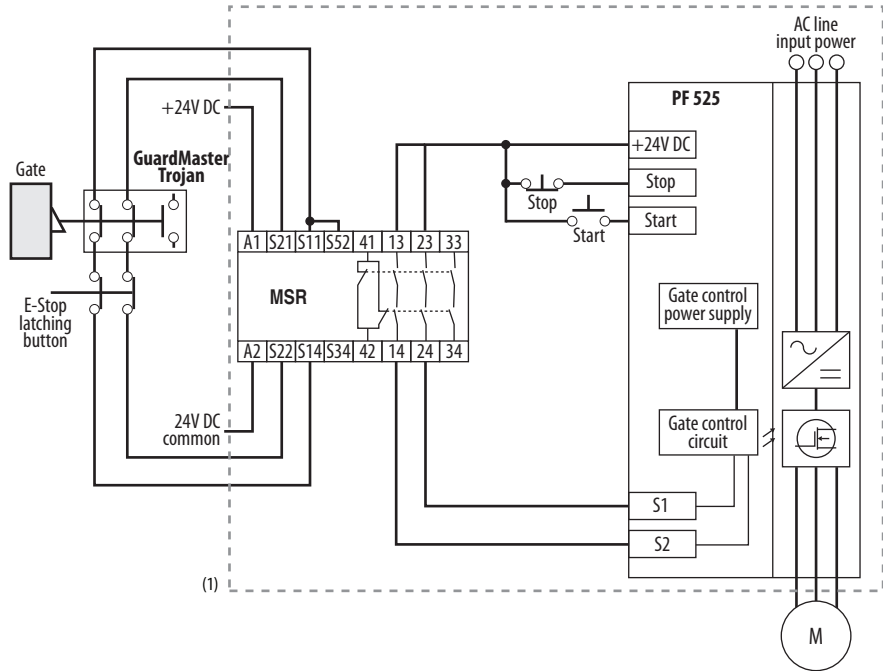 AC line
input power
PF 525
+24V DC
GuardMaster
Trojan
Gate
+24V DC
Stop
Stop
Start
Start
A1 S21 S11 S52 41 13 23 33
MSR
Gate control
power supply
E-Stop
latching
button
A2 S22 S14 S34 42 14 24 34
24V DC
common
Gate control
circuit
S1
S2
(1)
M